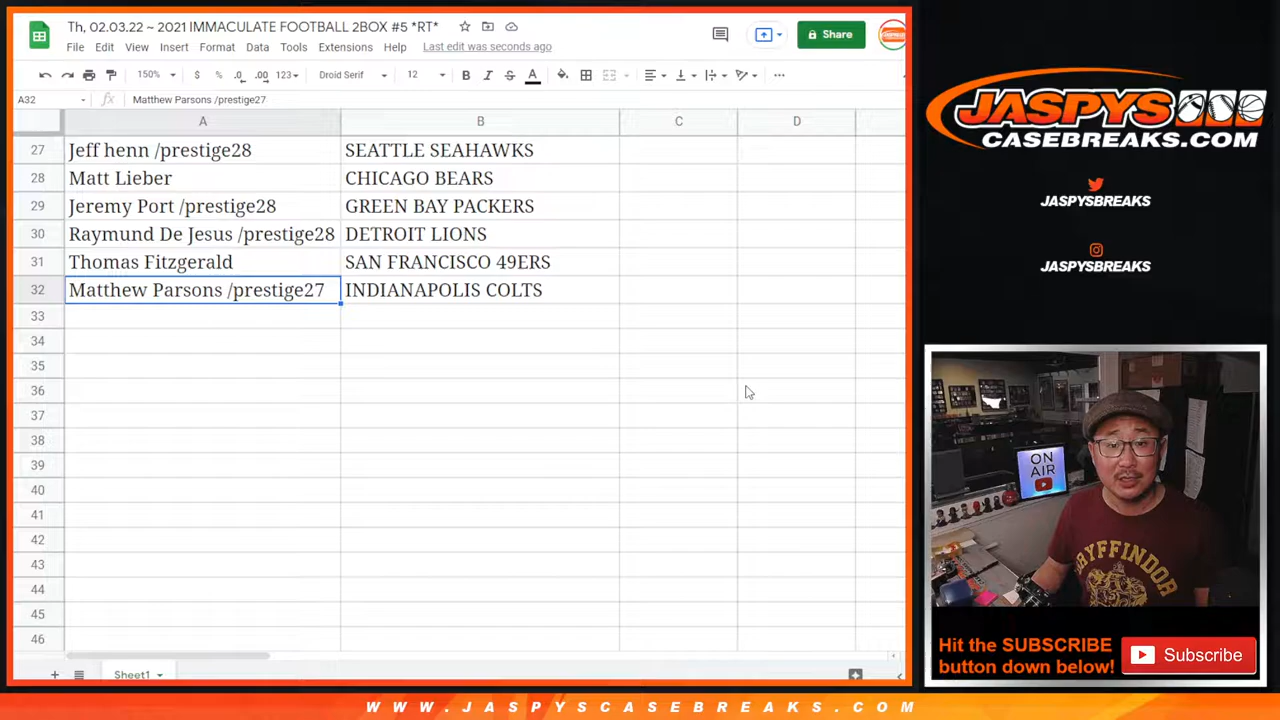 Th, 02.03.22 ~ 2021 IMMACULATE FOOTBALL 2BOX #5 *RT*
File Edit View Insert Format Data Tools Extensions Help Last edit was seconds ago
Share
150% $ % .0 .00 123 Droid Serif 12 B I S A
A32 fx Matthew Parsons /prestige27
A B C D
27 Jeff henn /prestige28 SEATTLE SEAHAWKS
28 Matt Lieber CHICAGO BEARS
29 Jeremy Port /prestige28 GREEN BAY PACKERS
30 Raymund De Jesus /prestige28 DETROIT LIONS
31 Thomas Fitzgerald SAN FRANCISCO 49ERS
32 Matthew Parsons /prestige27 INDIANAPOLIS COLTS
33
34
35
36
37
38
39
40
41
42
43
44
45
46
Sheet1
JASPYS
CASEBREAKS.COM
JASPYSBREAKS
JASPYSBREAKS
ON
AIR
GRYFFINDOR
Hit the SUBSCRIBE
button down below!
Subscribe
WWW.JASPYSCASEBREAKS.COM